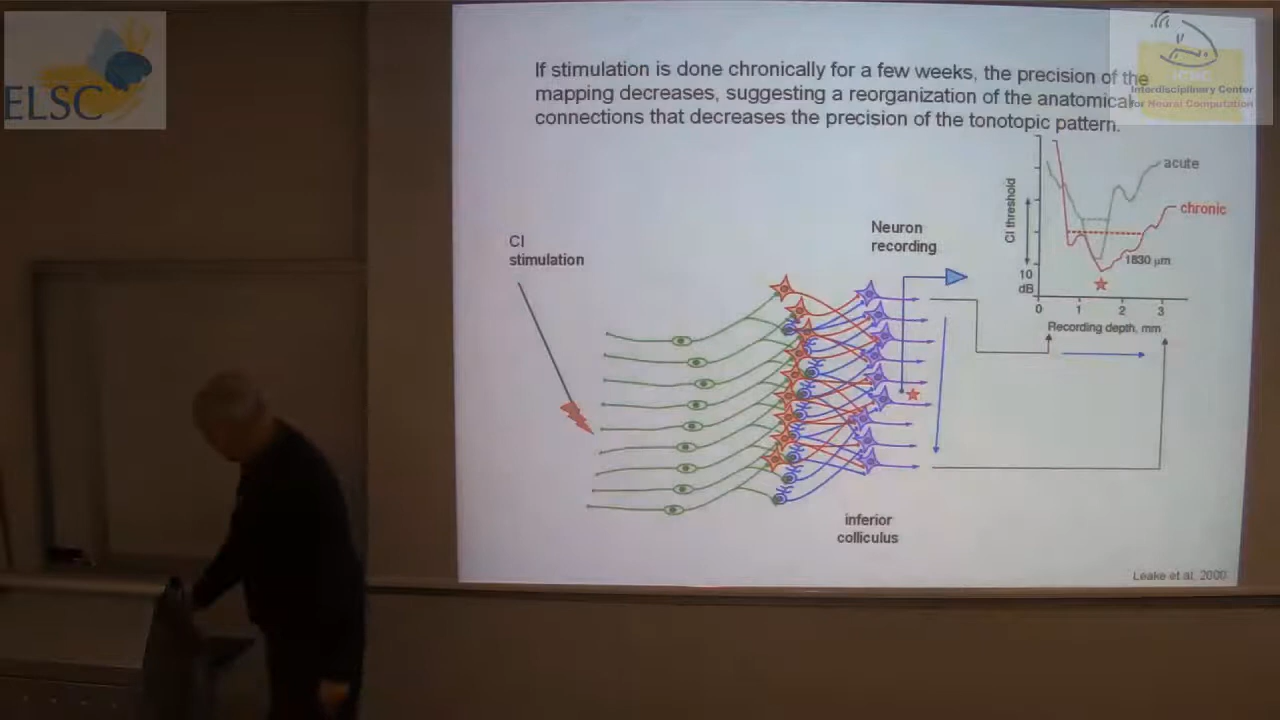 ELSC
Interdisciplinary Center
for Neural Computation
If stimulation is done chronically for a few weeks, the precision of the
mapping decreases, suggesting a reorganization of the anatomical
connections that decreases the precision of the tonotopic pattern.
acute
chronic
CI threshold
1830 µm
10
dB
0 1 2 3
Recording depth, mm
Neuron
recording
CI
stimulation
inferior
colliculus
Leake et al, 2000